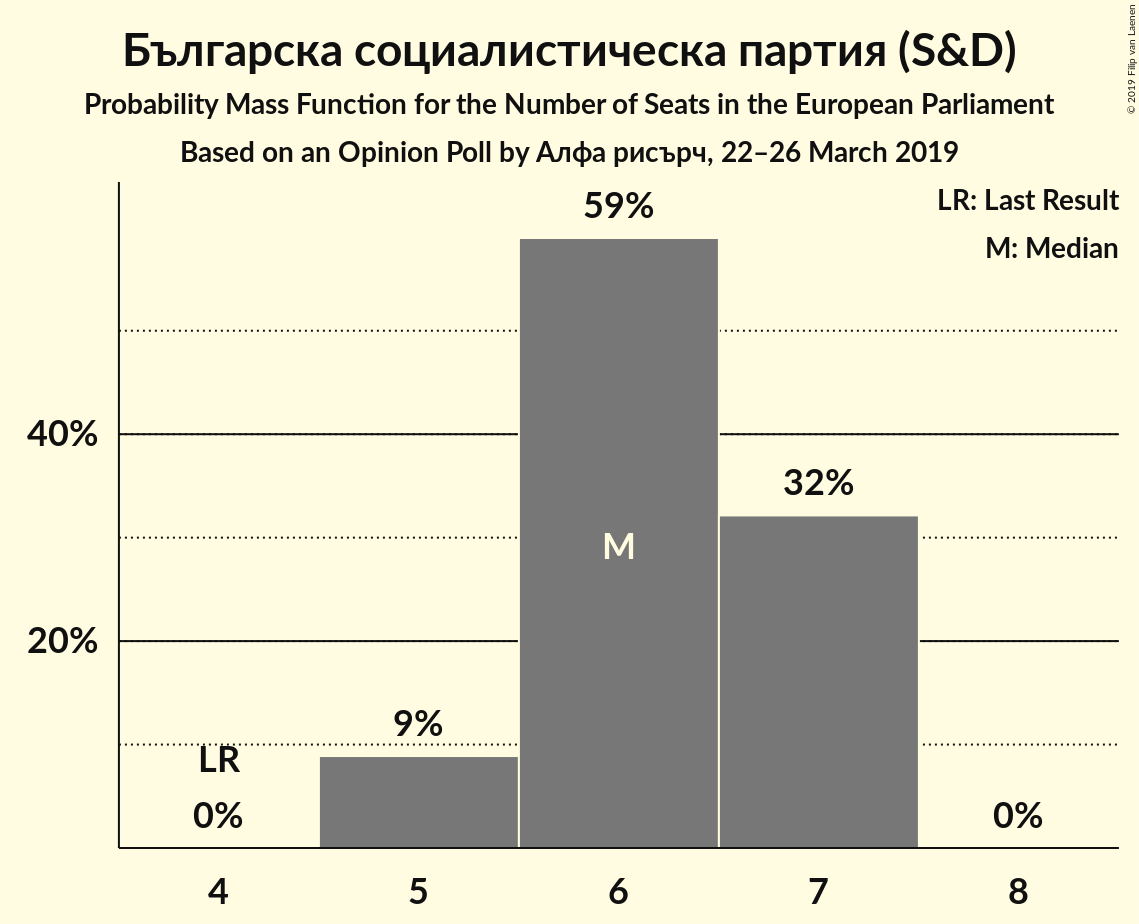 Българска социалистическа партия (S&D)
Probability Mass Function for the Number of Seats in the European Parliament
Based on an Opinion Poll by Алфа рисърч, 22–26 March 2019
© 2019 Filip van Laenen
LR: Last Result
M: Median
59%
40%
32%
M
20%
9%
LR
0%
0%
4 5 6 7 8